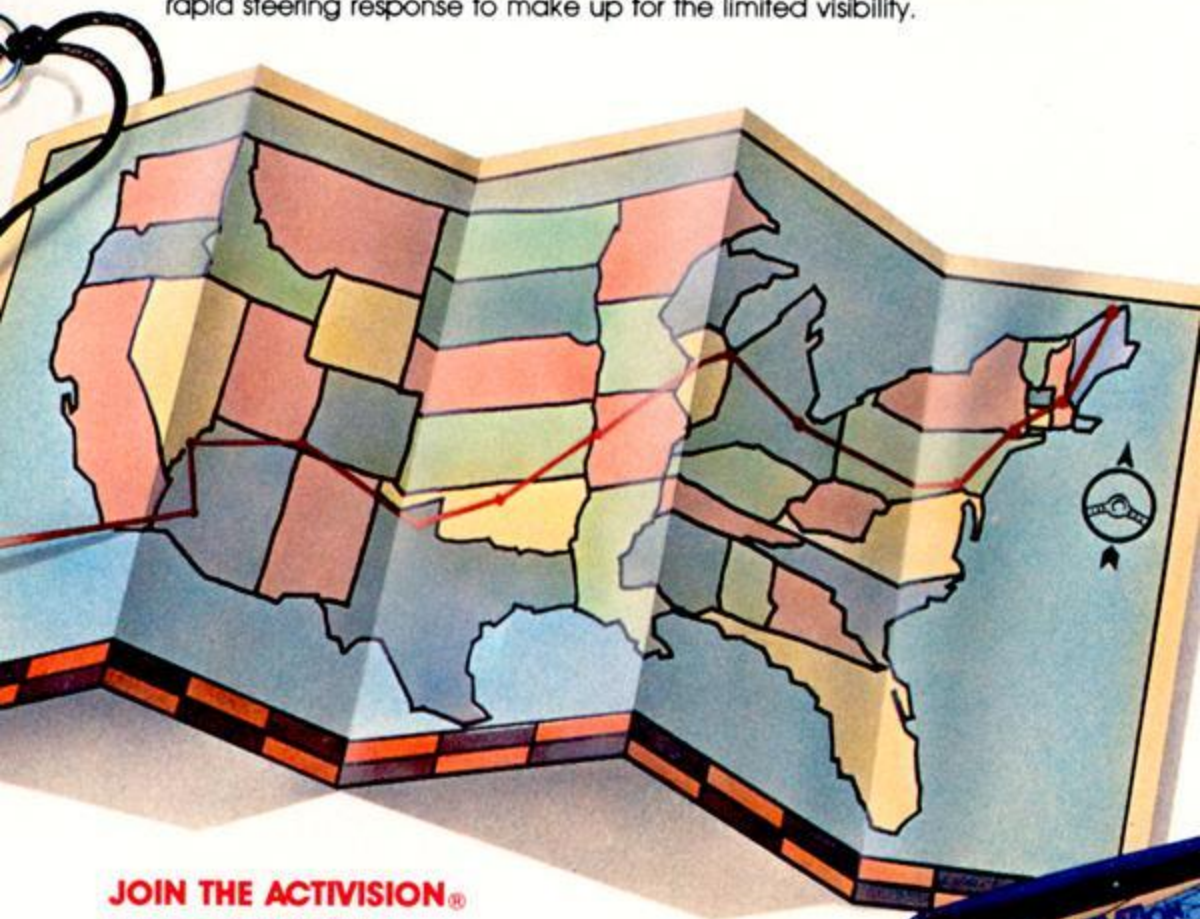 rapid steering response to make up for the limited visibility.
JOIN THE ACTIVISION®